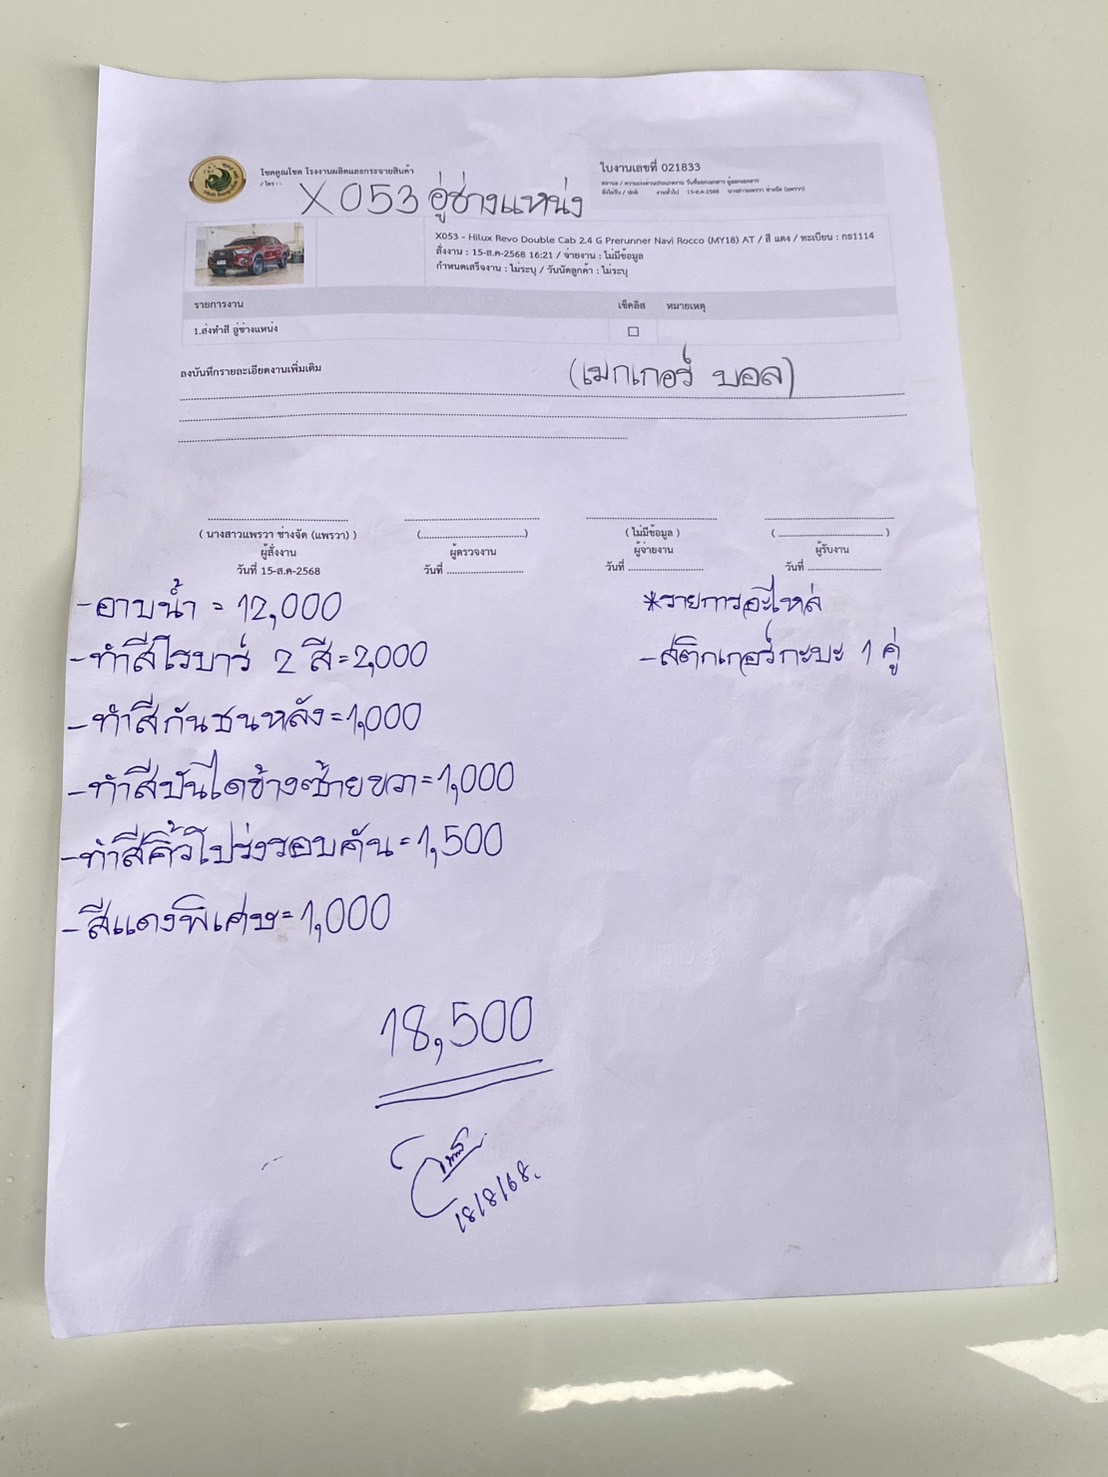 โชคคูณโชค โรงงานผลิตและกระจายสินค้า
/ โทร : -
ใบงานเลขที่ 021833
X053 อู่ช่างแหน่ง
X053 - Hilux Revo Double Cab 2.4 G Prerunner Navi Rocco (MY18) AT / สี แดง / ทะเบียน : กธ1114
สั่งงาน : 15-ส.ค-2568 16:21 / จ่ายงาน : ไม่มีข้อมูล
กำหนดเสร็จงาน : ไม่ระบุ / วันนัดลูกค้า : ไม่ระบุ
รายการงาน เช็คลิส หมายเหตุ
1.ส่งทำสี อู่ช่างแหน่ง
ลงบันทึกรายละเอียดงานเพิ่มเติม
(เมกเกอร์ บอล)
( นางสาวแพรวา ช่างจัด (แพรวา) ) (..............................) ( ไม่มีข้อมูล ) (..............................)
ผู้สั่งงาน ผู้ตรวจงาน ผู้จ่ายงาน ผู้รับงาน
วันที่ 15-ส.ค-2568 วันที่ ...................... วันที่ ...................... วันที่ ......................
-อาบน้ำ = 12,000
*รายการอะไหล่
-ทำสีโรบาร์ 2 สี=2,000
-สติกเกอร์กะบะ 1 คู่
-ทำสีกันชนหลัง=1,000
-ทำสีบันไดข้างซ้ายขวา=1,000
-ทำสีคิ้วโป่งรอบคัน=1,500
-สีแดงพิเศษ=1,000
18,500
18/8/68.